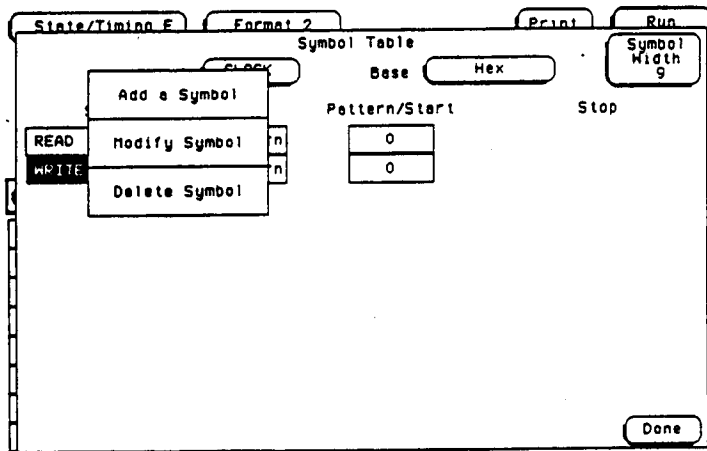 State/Timing E Format 2 Print Run
Symbol Table
Symbol
Width
9
CLOCK Base Hex
Add a Symbol
Pattern/Start Stop
READ Modify Symbol n 0
WRITE n 0
Delete Symbol
Done